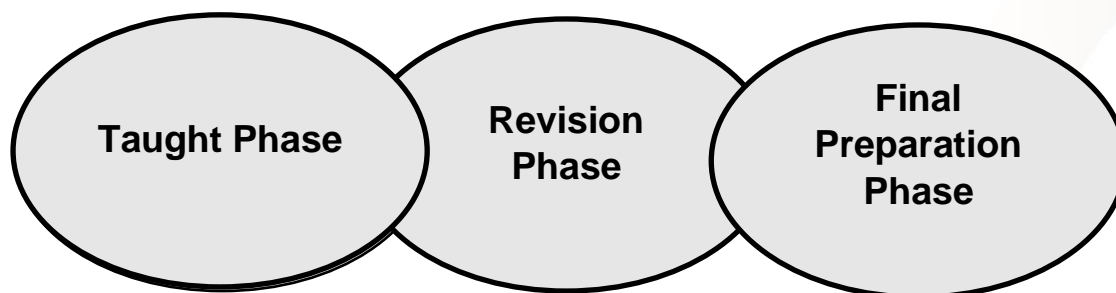 Taught Phase
Revision
Phase
Final
Preparation
Phase